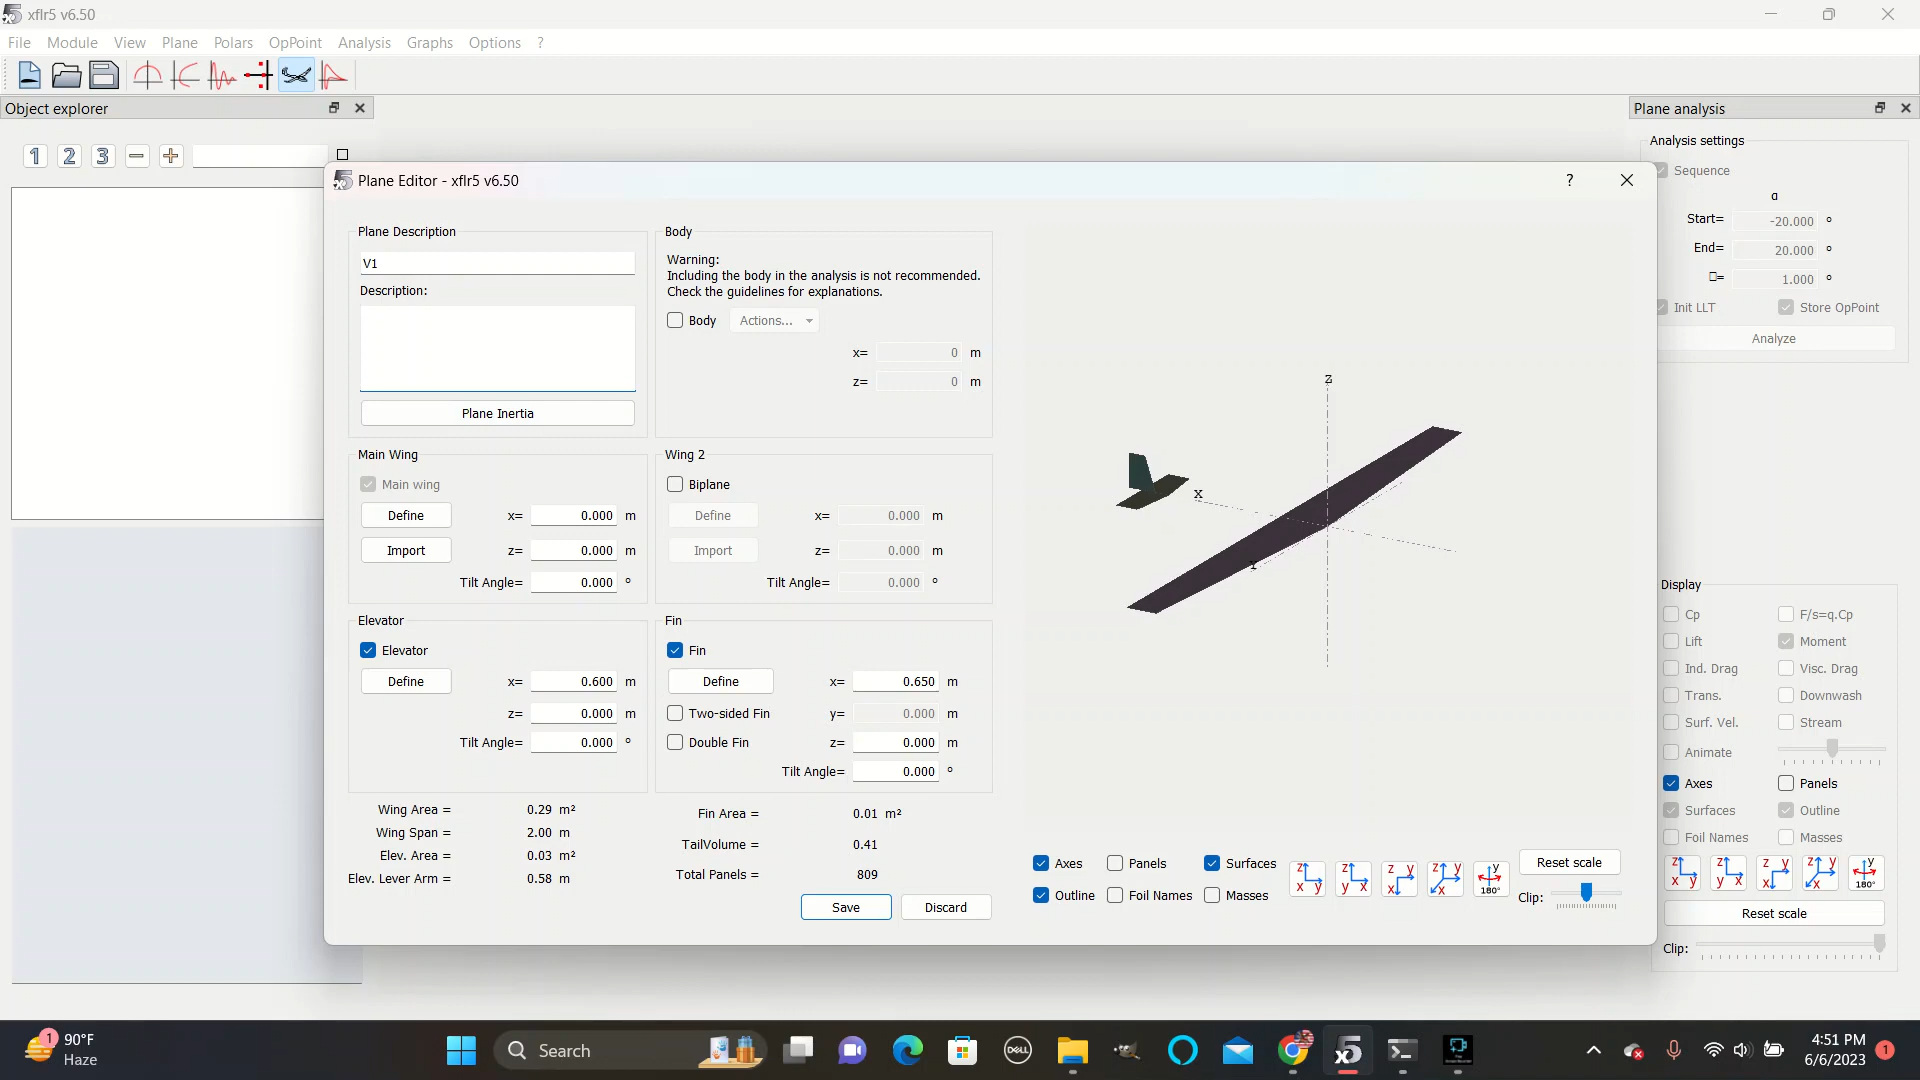 xflr5 v6.50
File Module View Plane Polars OpPoint Analysis Graphs Options ?
Object explorer
Plane analysis
1 2 3
Analysis settings
Sequence
α
Start= -20.000 °
End= 20.000 °
= 1.000 °
Init LLT Store OpPoint
Analyze
Plane Editor - xflr5 v6.50
?
Plane Description
V1
Description:
Plane Inertia
Body
Warning:
Including the body in the analysis is not recommended.
Check the guidelines for explanations.
Body Actions...
x= 0 m
z= 0 m
Main Wing
Main wing
Define x= 0.000 m
Import z= 0.000 m
Tilt Angle= 0.000 °
Wing 2
Biplane
Define x= 0.000 m
Import z= 0.000 m
Tilt Angle= 0.000 °
Elevator
Elevator
Define x= 0.600 m
z= 0.000 m
Tilt Angle= 0.000 °
Fin
Fin
Define x= 0.650 m
Two-sided Fin y= 0.000 m
Double Fin z= 0.000 m
Tilt Angle= 0.000 °
Wing Area = 0.29 m²
Wing Span = 2.00 m
Elev. Area = 0.03 m²
Elev. Lever Arm = 0.58 m
Fin Area = 0.01 m²
TailVolume = 0.41
Total Panels = 809
Save Discard
Z
X
Y
Axes Panels Surfaces
Outline Foil Names Masses
z x y
z y x
z y x
z y x
y 180°
Reset scale
Clip:
Display
Cp F/s=q.Cp
Lift Moment
Ind. Drag Visc. Drag
Trans. Downwash
Surf. Vel. Stream
Animate
Axes Panels
Surfaces Outline
Foil Names Masses
z x y
z y x
z y x
z y x
y 180°
Reset scale
Clip:
1
90°F
Haze
Search
DELL
x5
4:51 PM
6/6/2023
1